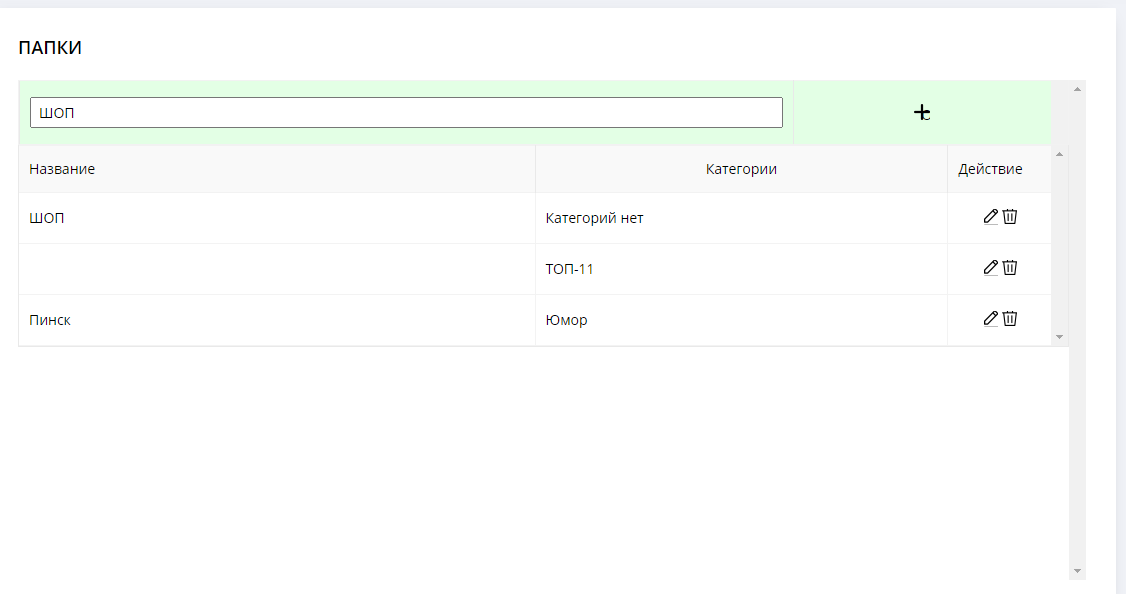 ПАПКИ
ШОП
Название Категории Действие
ШОП Категорий нет
ТОП-11
Пинск Юмор